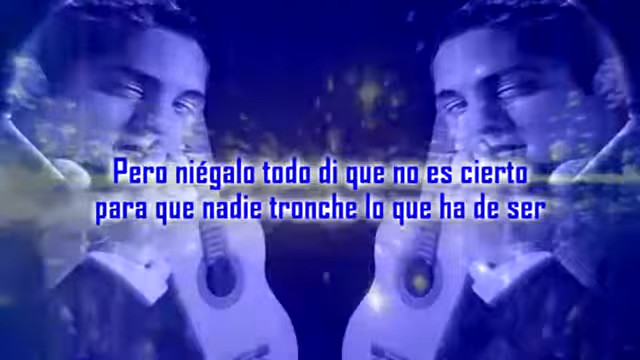 Pero niégalo todo di que no es cierto
para que nadie tronche lo que ha de ser